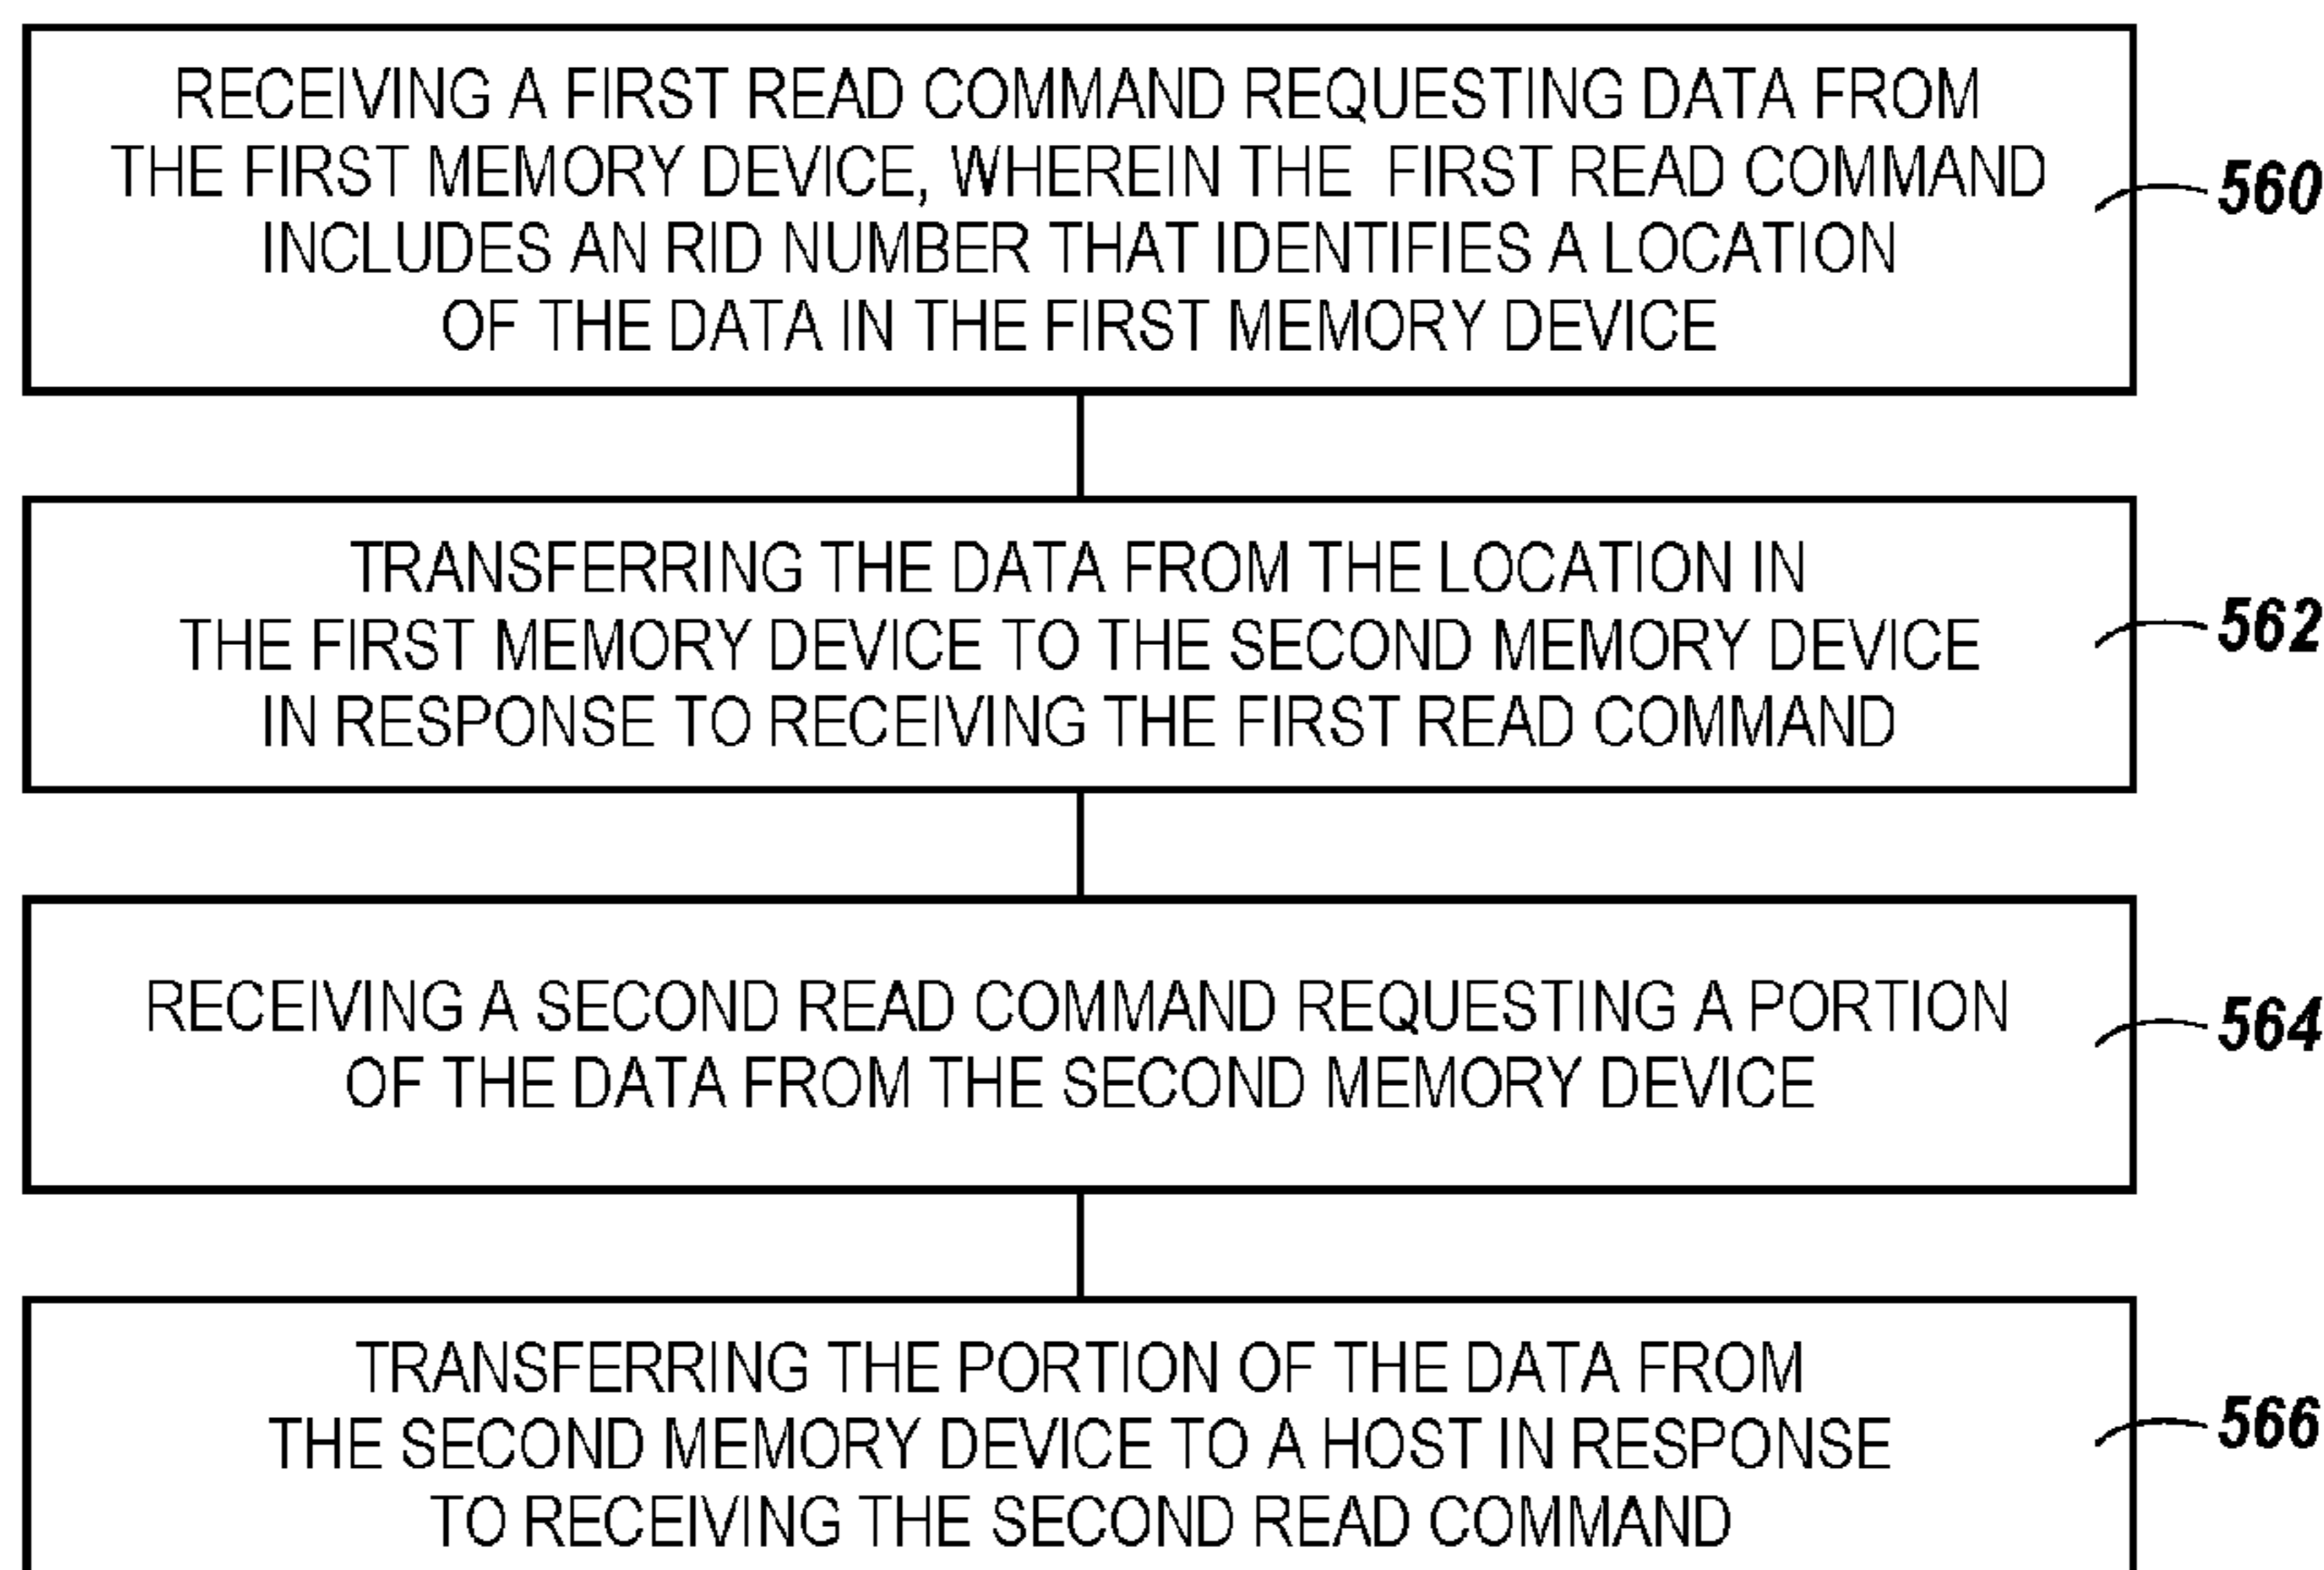 RECEIVING A FIRST READ COMMAND REQUESTING DATA FROM
THE FIRST MEMORY DEVICE, WHEREIN THE FIRST READ COMMAND
INCLUDES AN RID NUMBER THAT IDENTIFIES A LOCATION
OF THE DATA IN THE FIRST MEMORY DEVICE
560
TRANSFERRING THE DATA FROM THE LOCATION IN
THE FIRST MEMORY DEVICE TO THE SECOND MEMORY DEVICE
IN RESPONSE TO RECEIVING THE FIRST READ COMMAND
562
RECEIVING A SECOND READ COMMAND REQUESTING A PORTION
OF THE DATA FROM THE SECOND MEMORY DEVICE
564
TRANSFERRING THE PORTION OF THE DATA FROM
THE SECOND MEMORY DEVICE TO A HOST IN RESPONSE
TO RECEIVING THE SECOND READ COMMAND
566